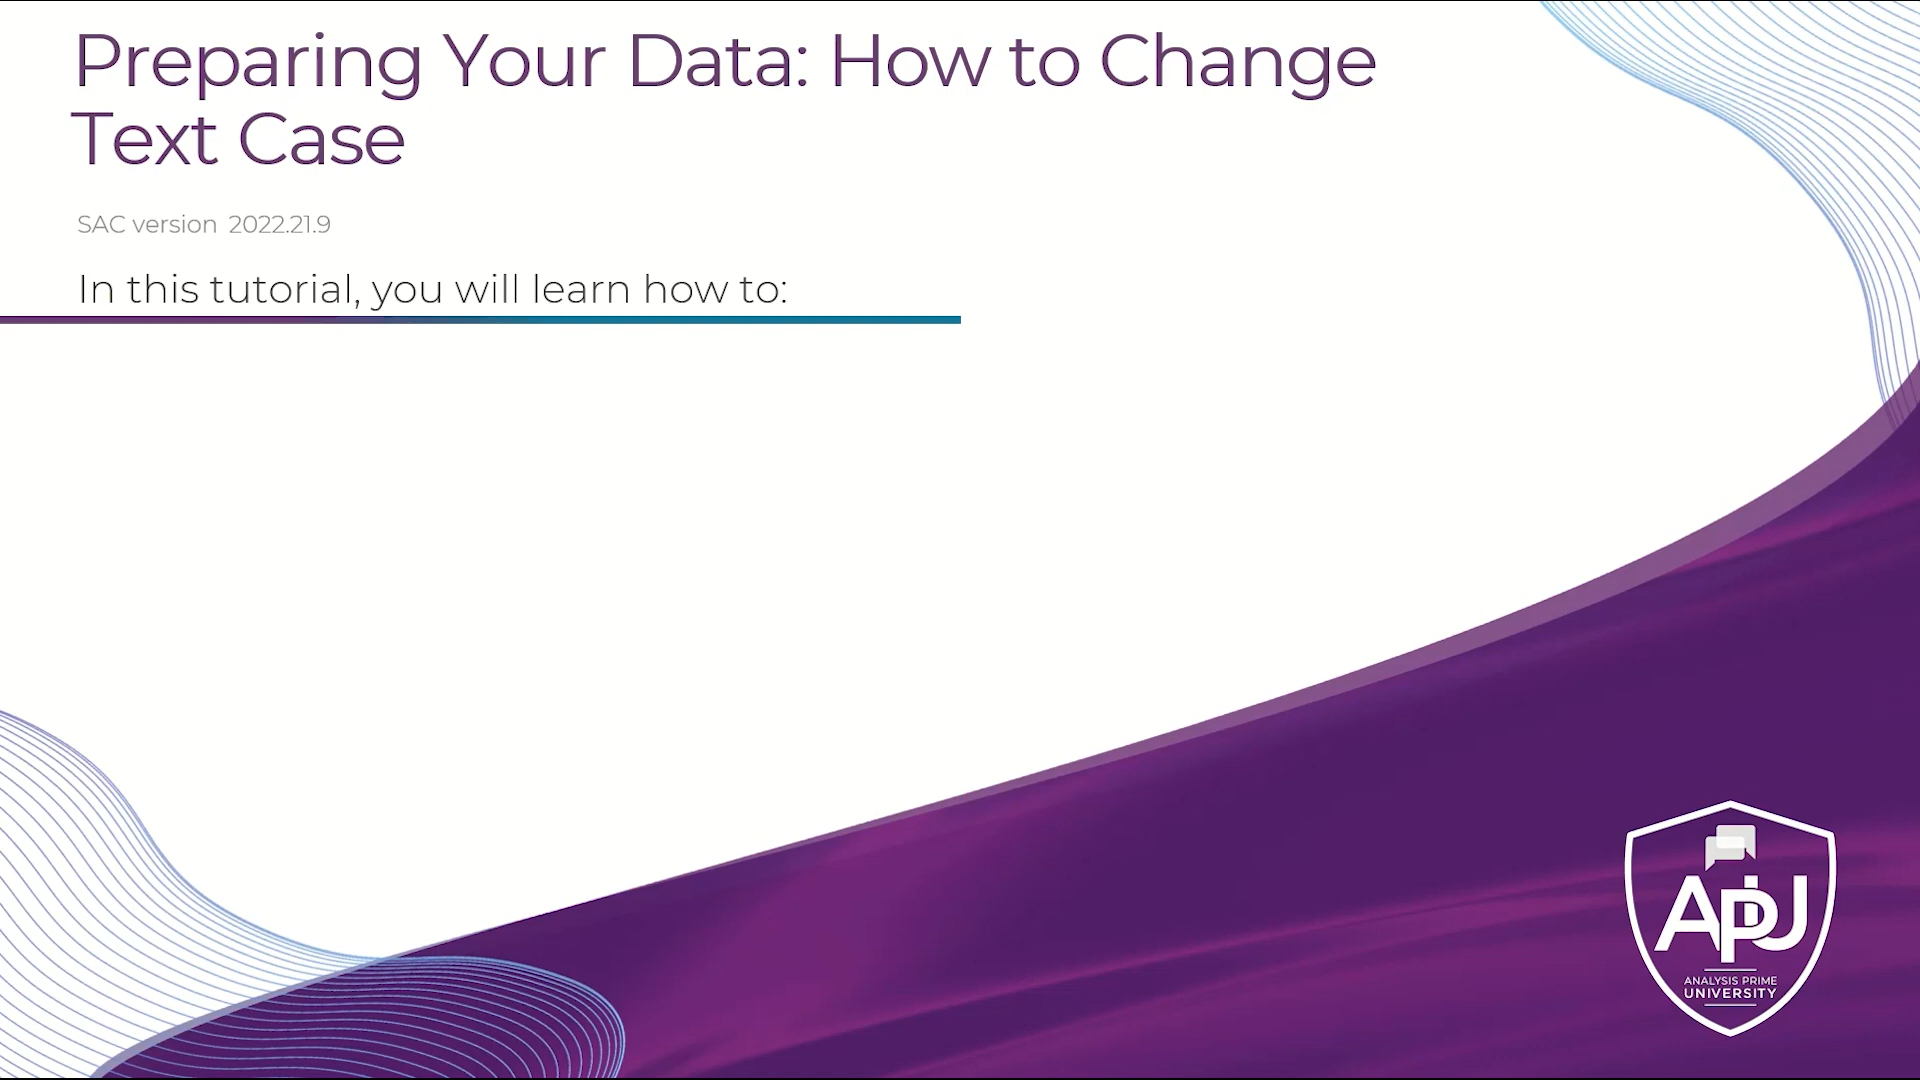 Preparing Your Data: How to Change
Text Case
SAC version 2022.21.9
In this tutorial, you will learn how to:
APU
ANALYSIS PRIME
UNIVERSITY